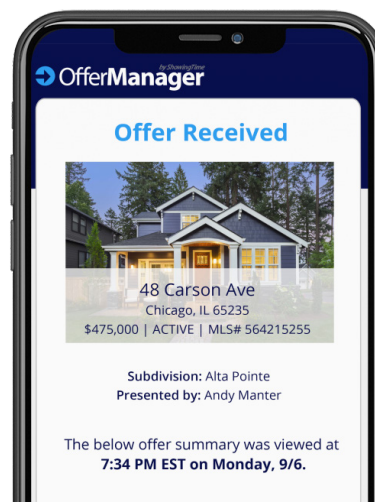 by ShowingTime
OfferManager
Offer Received
48 Carson Ave
Chicago, IL 65235
$475,000 | ACTIVE | MLS# 564215255
Subdivision: Alta Pointe
Presented by: Andy Manter
The below offer summary was viewed at
7:34 PM EST on Monday, 9/6.